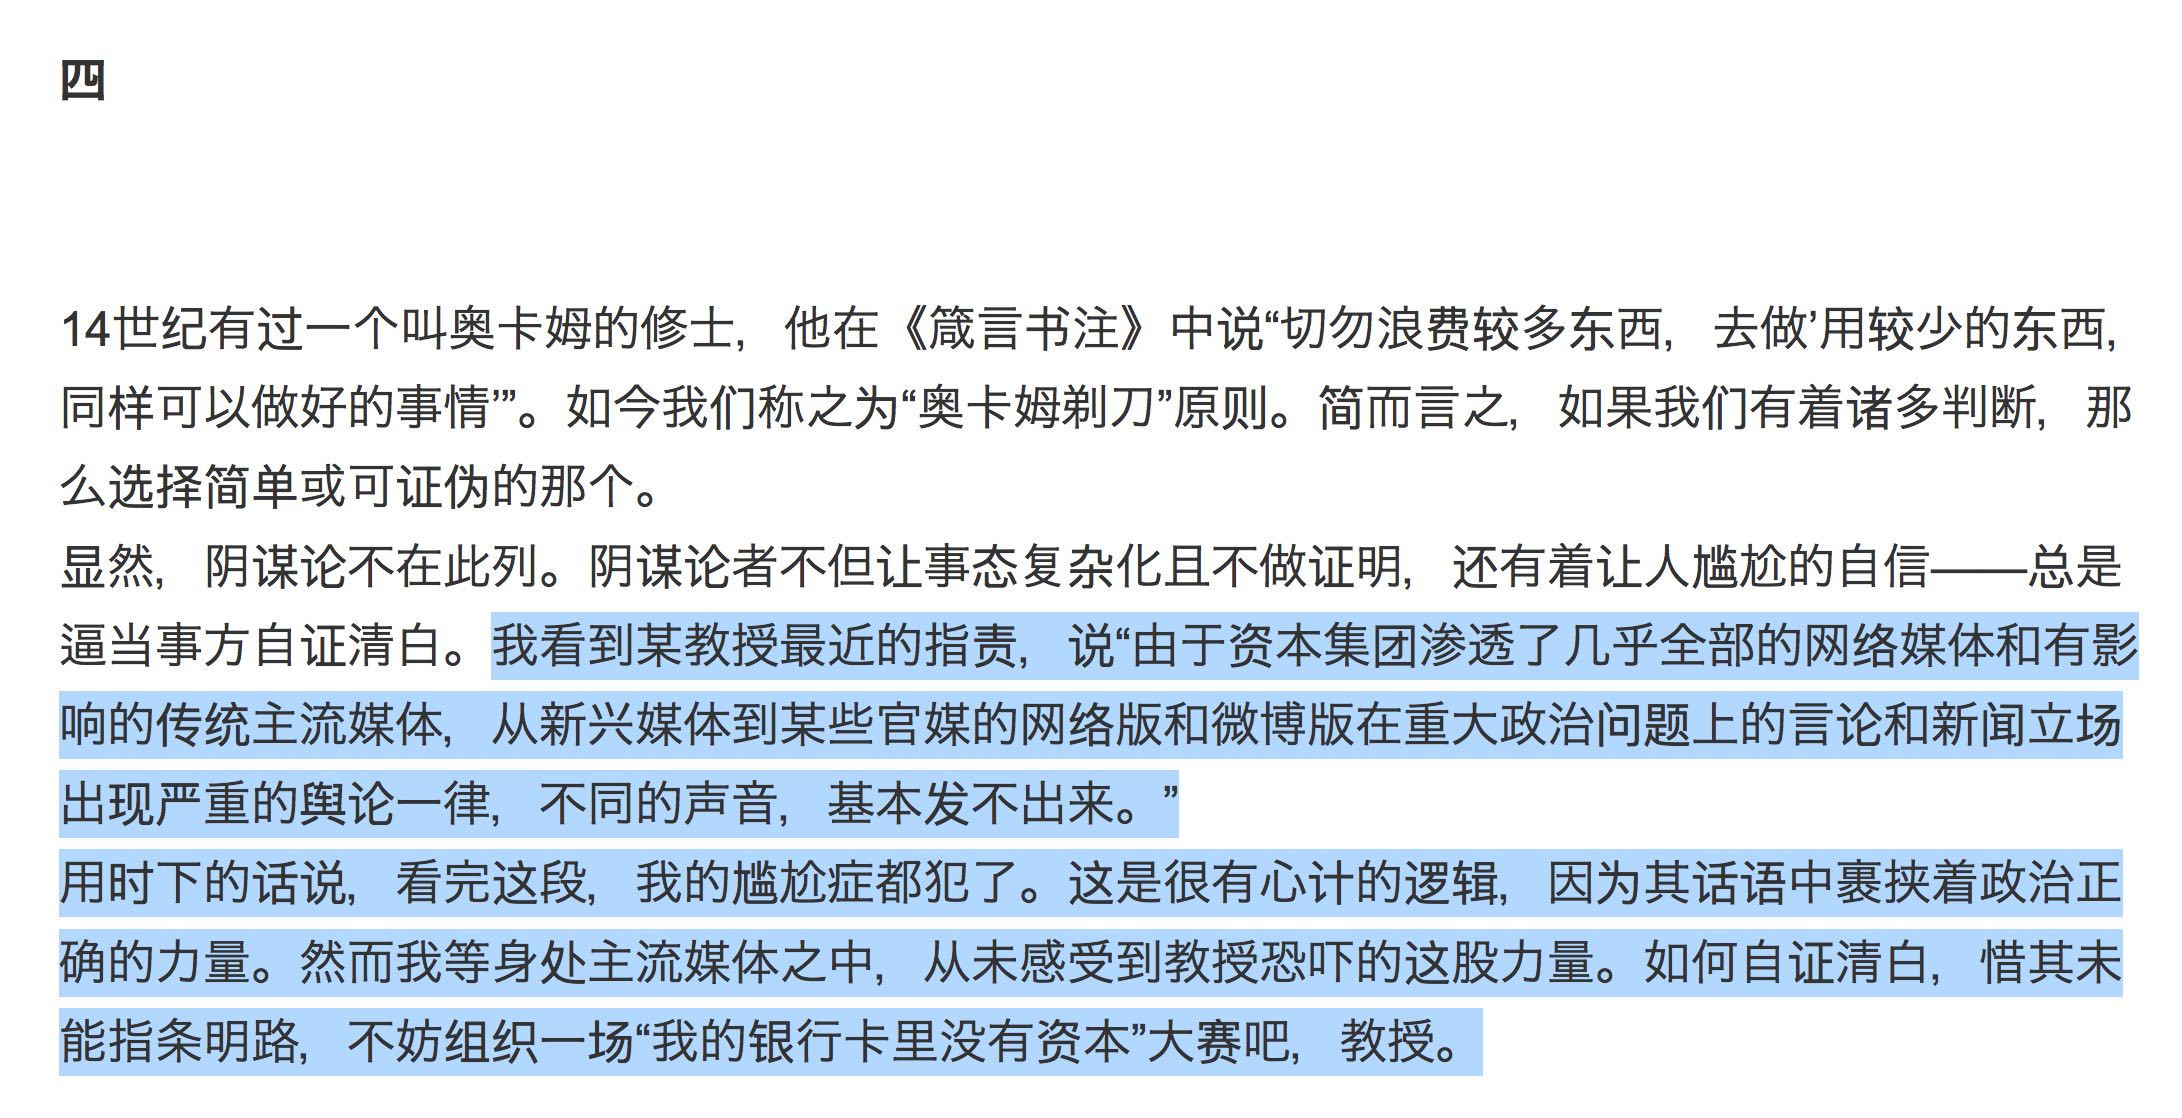 四
14世纪有过一个叫奥卡姆的修士，他在《箴言书注》中说“切勿浪费较多东西，去做’用较少的东西，
同样可以做好的事情’”。如今我们称之为“奥卡姆剃刀”原则。简而言之，如果我们有着诸多判断，那
么选择简单或可证伪的那个。
显然，阴谋论不在此列。阴谋论者不但让事态复杂化且不做证明，还有着让人尴尬的自信——总是
逼当事方自证清白。我看到某教授最近的指责，说“由于资本集团渗透了几乎全部的网络媒体和有影
响的传统主流媒体，从新兴媒体到某些官媒的网络版和微博版在重大政治问题上的言论和新闻立场
出现严重的舆论一律，不同的声音，基本发不出来。”
用时下的话说，看完这段，我的尴尬症都犯了。这是很有心计的逻辑，因为其话语中裹挟着政治正
确的力量。然而我等身处主流媒体之中，从未感受到教授恐吓的这股力量。如何自证清白，惜其未
能指条明路，不妨组织一场“我的银行卡里没有资本”大赛吧，教授。